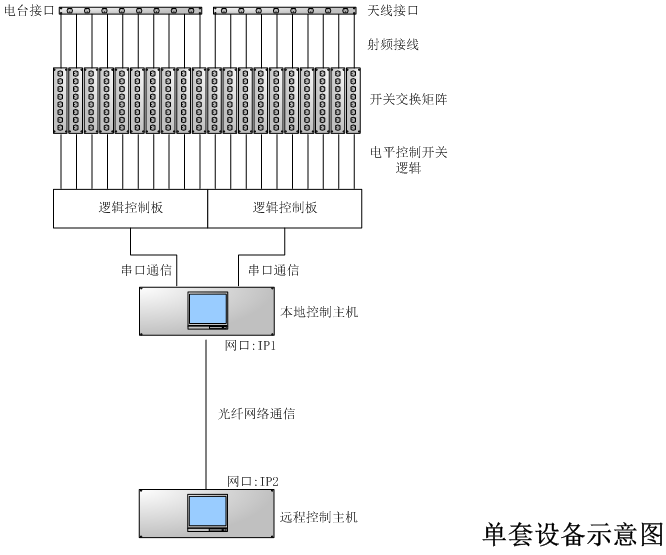 电台接口
天线接口
射频接线
开关交换矩阵
电平控制开关
逻辑
逻辑控制板
逻辑控制板
串口通信
串口通信
本地控制主机
网口:IP1
光纤网络通信
网口:IP2
远程控制主机
单套设备示意图